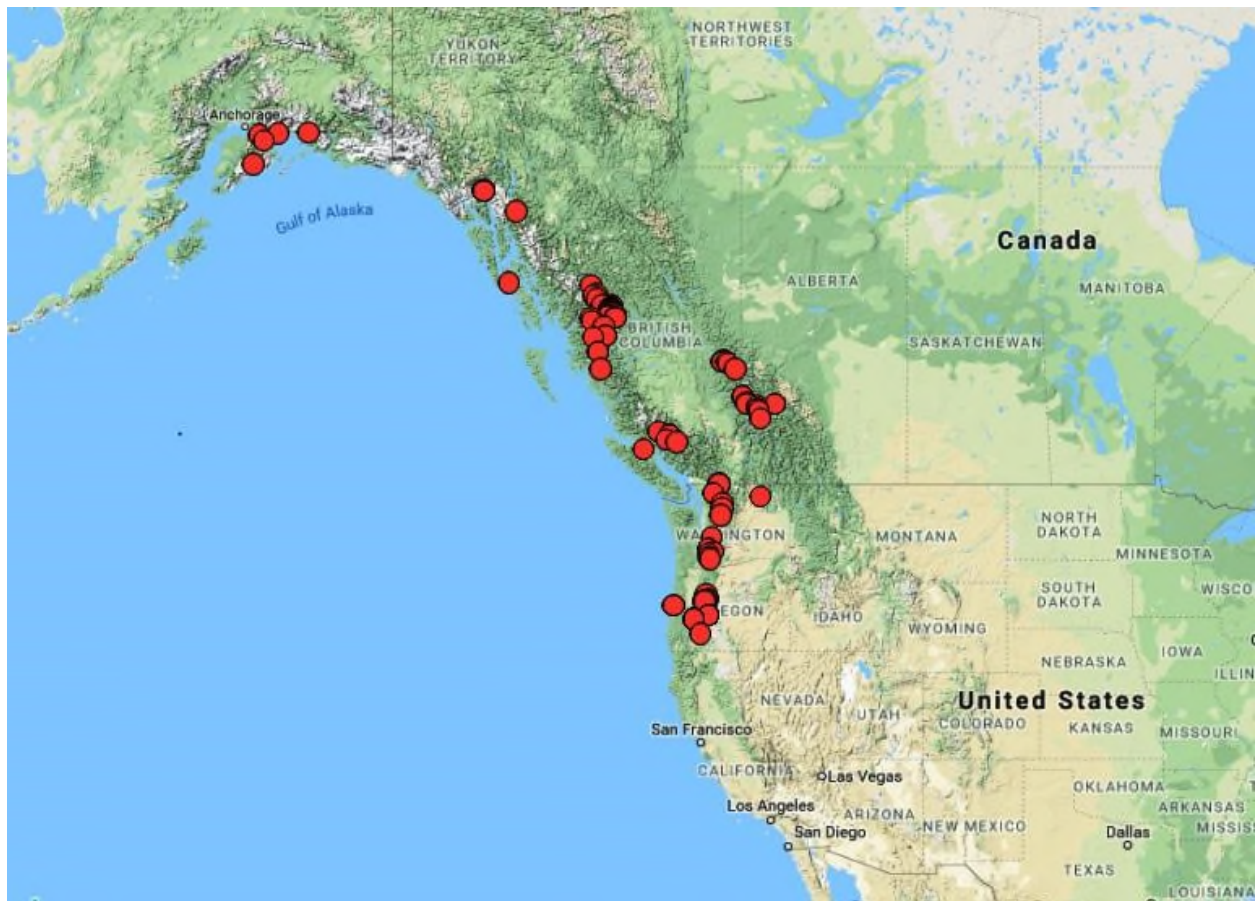 NORTHWEST
TERRITORIES
YUKON
TERRITORY
Anchorage
Gulf of Alaska
Canada
ALBERTA
MANITOBA
BRITISH
COLUMBIA
SASKATCHEWAN
NORTH
DAKOTA
MONTANA
MINNESOTA
SOUTH
DAKOTA
WISCO
EGON
IDAHO
WYOMING
IOWA
NEBRASKA
ILLIN
NEVADA
United States
UTAH
COLORADO
KANSAS
MISSOURI
San Francisco
CALIFORNIA
Las Vegas
OKLAHOMA
Los Angeles
ARIZONA
ARKANSAS
NEW MEXICO
MISSIS
San Diego
Dallas
TEXAS
LOUISIANA